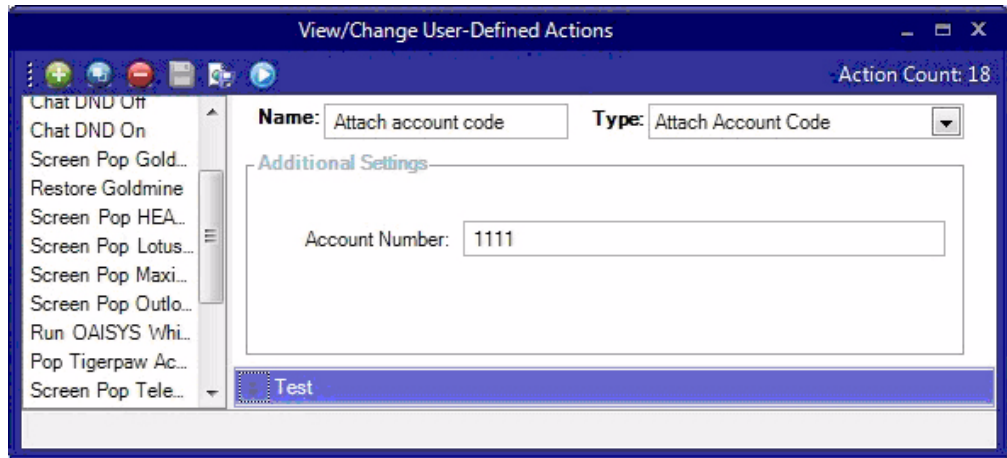 View/Change User-Defined Actions
Action Count: 18
Chat DND Off
Chat DND On
Screen Pop Gold...
Restore Goldmine
Screen Pop HEA...
Screen Pop Lotus...
Screen Pop Maxi...
Screen Pop Outlo...
Run OAISYS Whi...
Pop Tigerpaw Ac...
Screen Pop Tele...
Name: Attach account code Type: Attach Account Code
Additional Settings
Account Number: 1111
Test